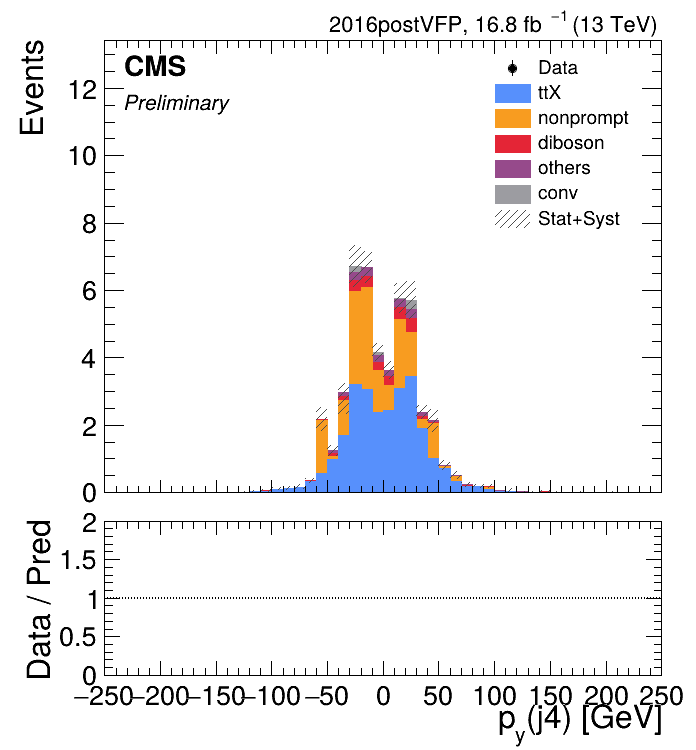 2016postVFP, 16.8 fb⁻¹ (13 TeV)
CMS
Preliminary
Events
Data
ttX
nonprompt
diboson
others
conv
Stat+Syst
12
10
8
6
4
2
0
Data / Pred
2
1.5
1
0.5
0
−250 −200 −150 −100 −50 0 50 100 150 200 250
p_y(j4) [GeV]